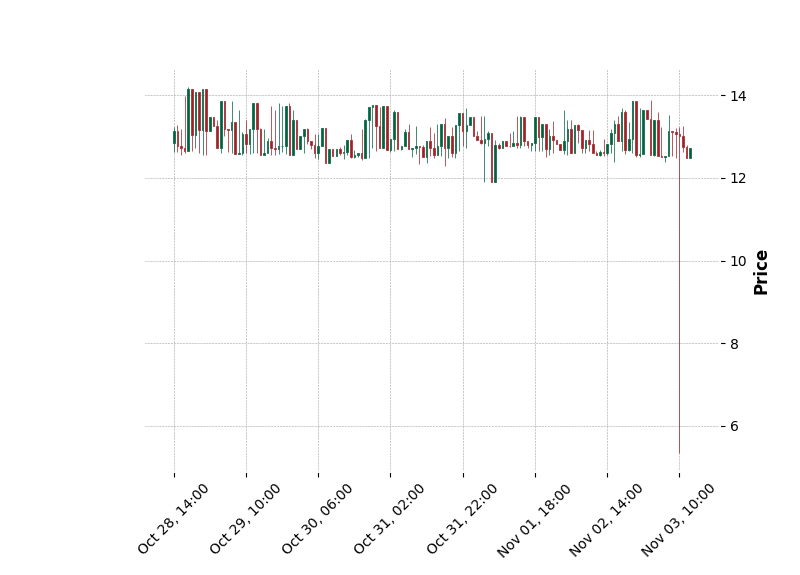 14
12
10
8
6
Price
Oct 28, 14:00
Oct 29, 10:00
Oct 30, 06:00
Oct 31, 02:00
Oct 31, 22:00
Nov 01, 18:00
Nov 02, 14:00
Nov 03, 10:00